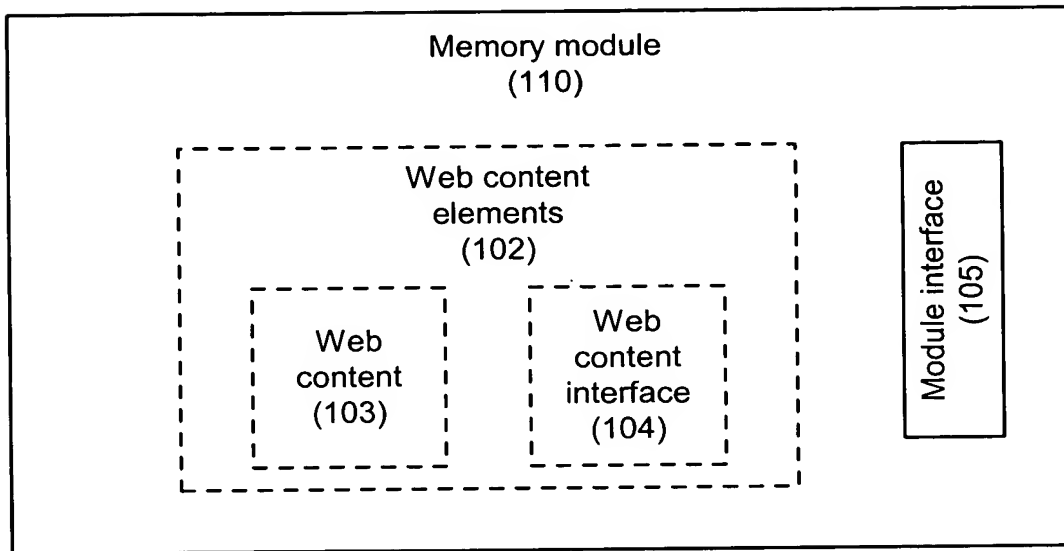 Memory module
(110)
Web content
elements
(102)
Web
content
(103)
Web
content
interface
(104)
Module interface
(105)